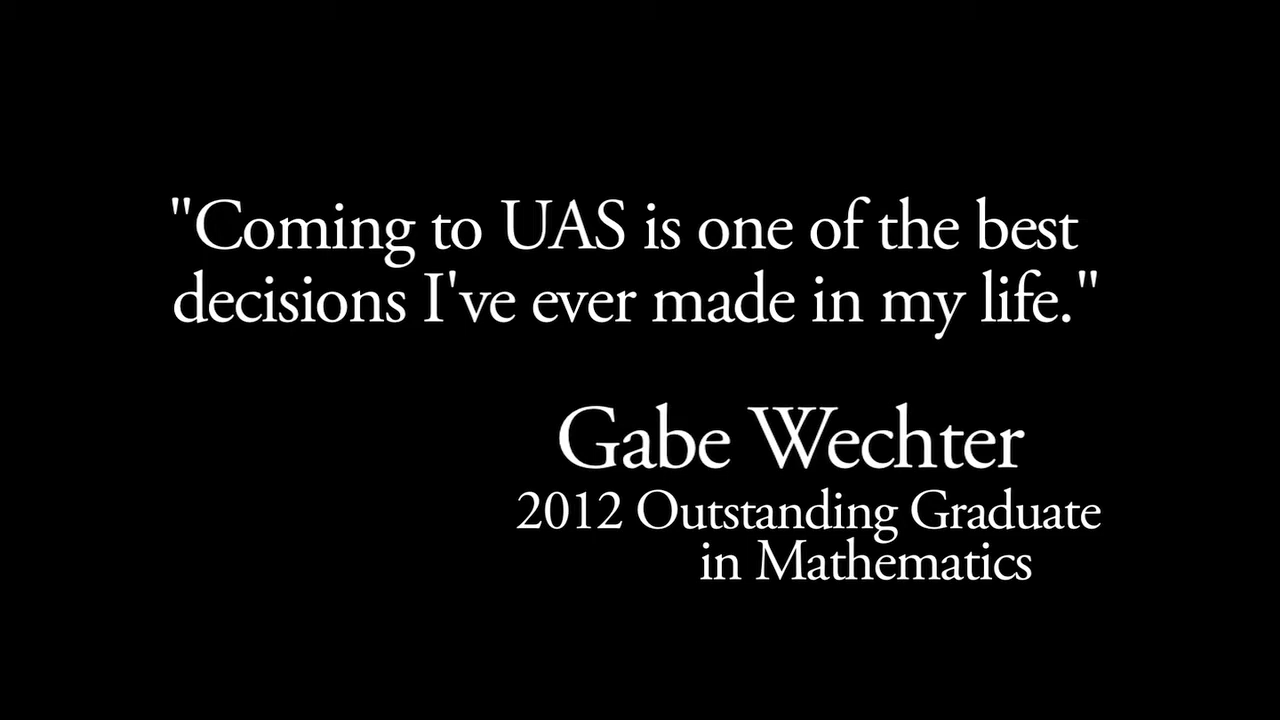 "Coming to UAS is one of the best
decisions I've ever made in my life."
Gabe Wechter
2012 Outstanding Graduate
in Mathematics